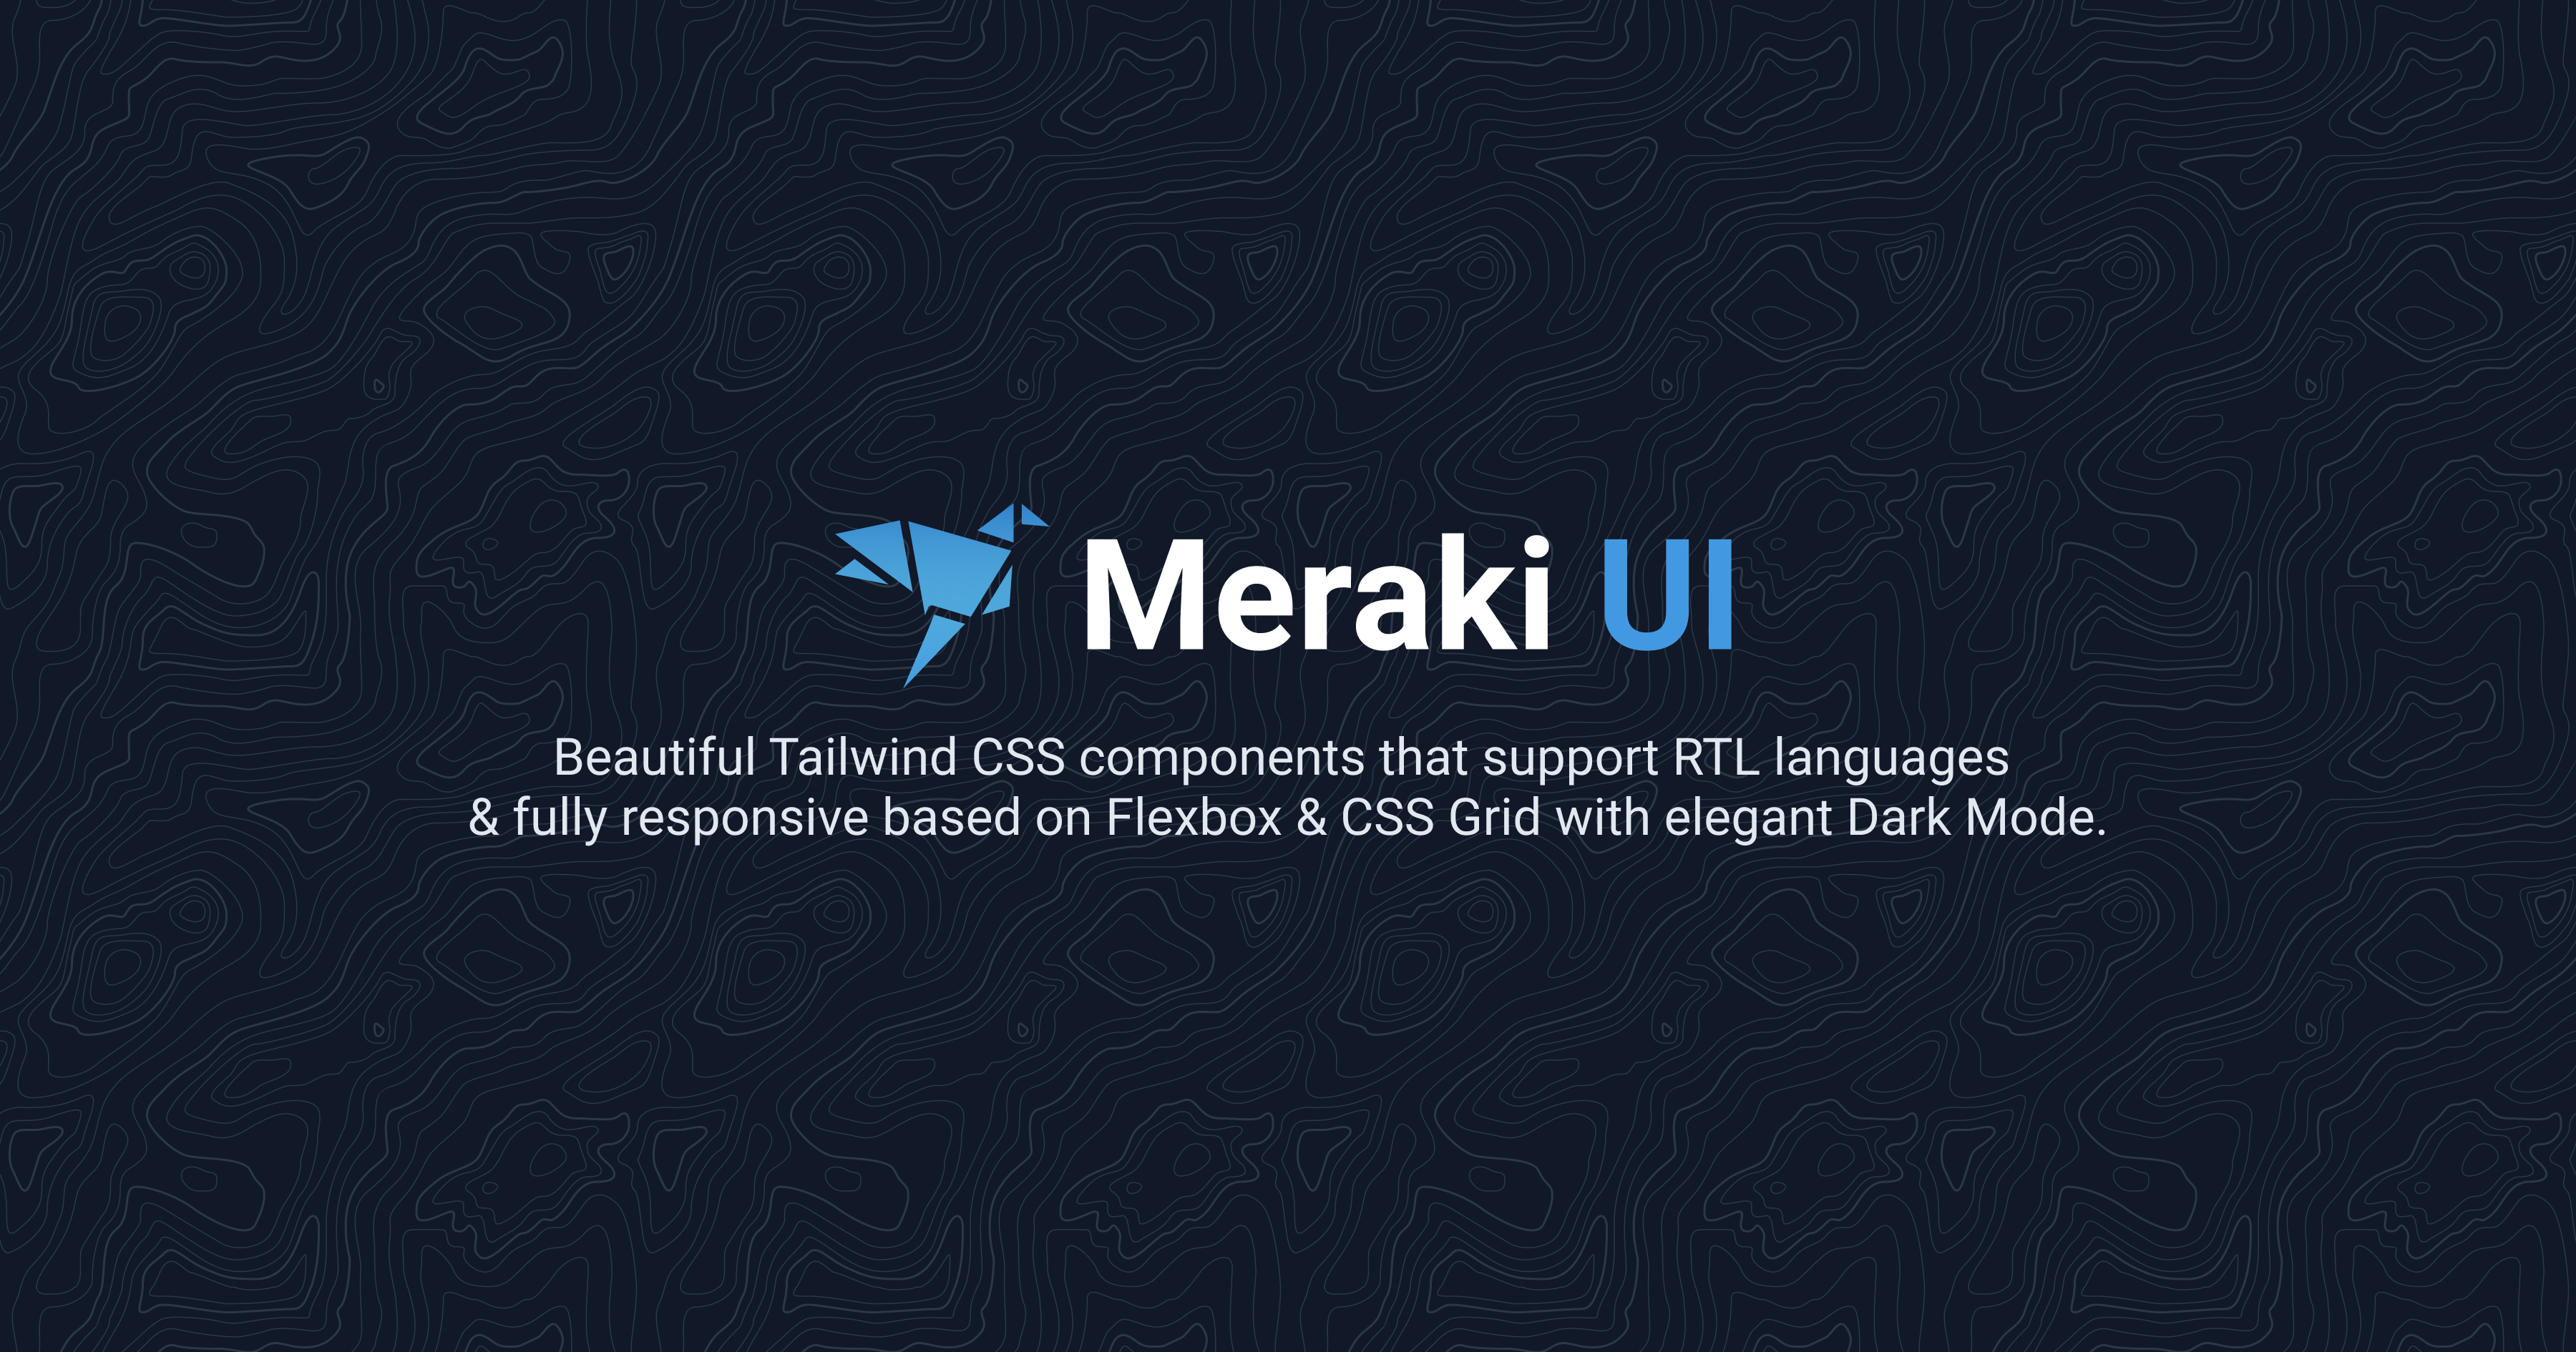 Meraki UI
Beautiful Tailwind CSS components that support RTL languages
& fully responsive based on Flexbox & CSS Grid with elegant Dark Mode.